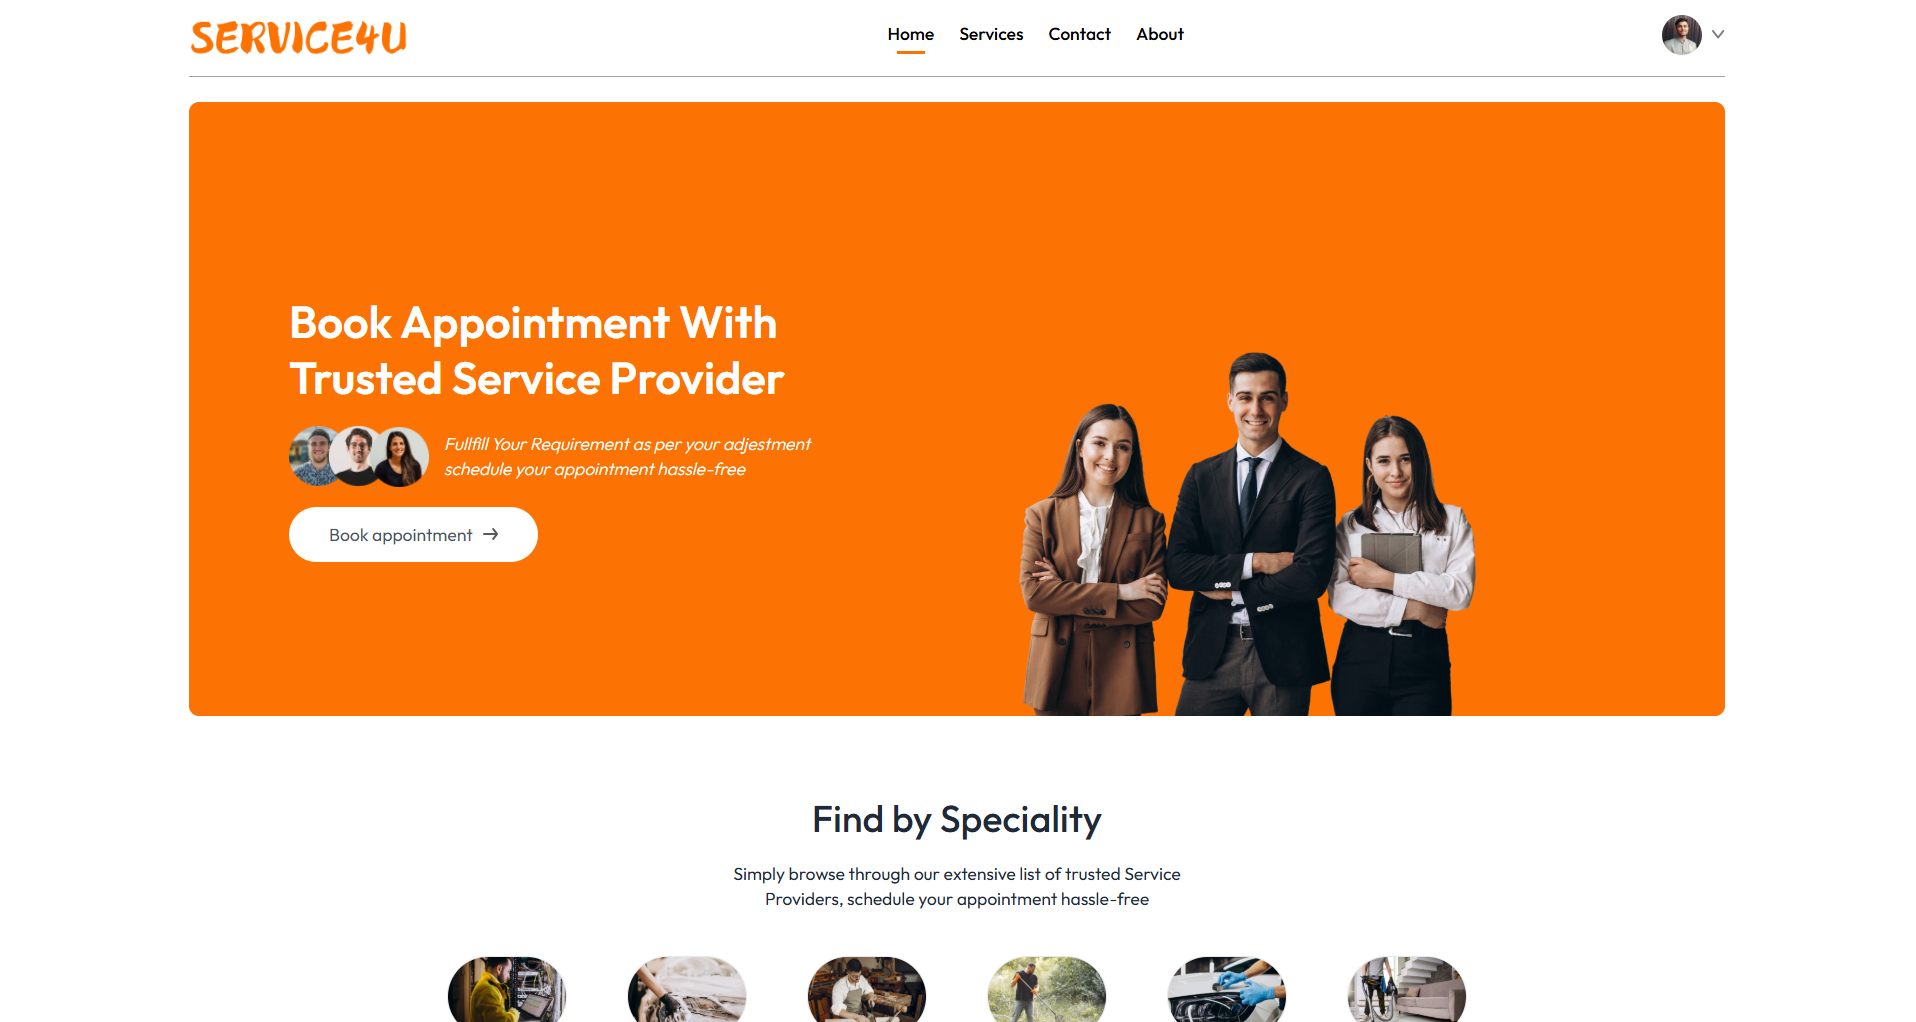 SERVICE4U
Home Services Contact About
Book Appointment With
Trusted Service Provider
Fullfill Your Requirement as per your adjestment
schedule your appointment hassle-free
Book appointment →
Find by Speciality
Simply browse through our extensive list of trusted Service
Providers, schedule your appointment hassle-free